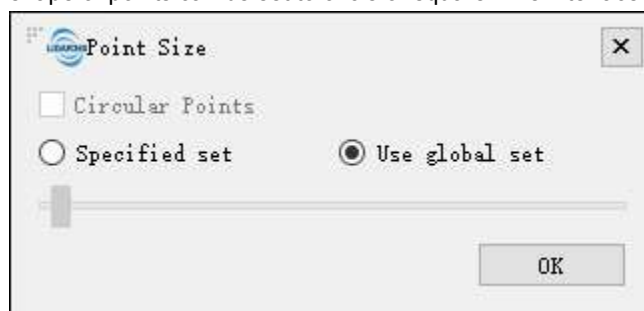 Point Size
Circular Points
Specified set
Use global set
OK